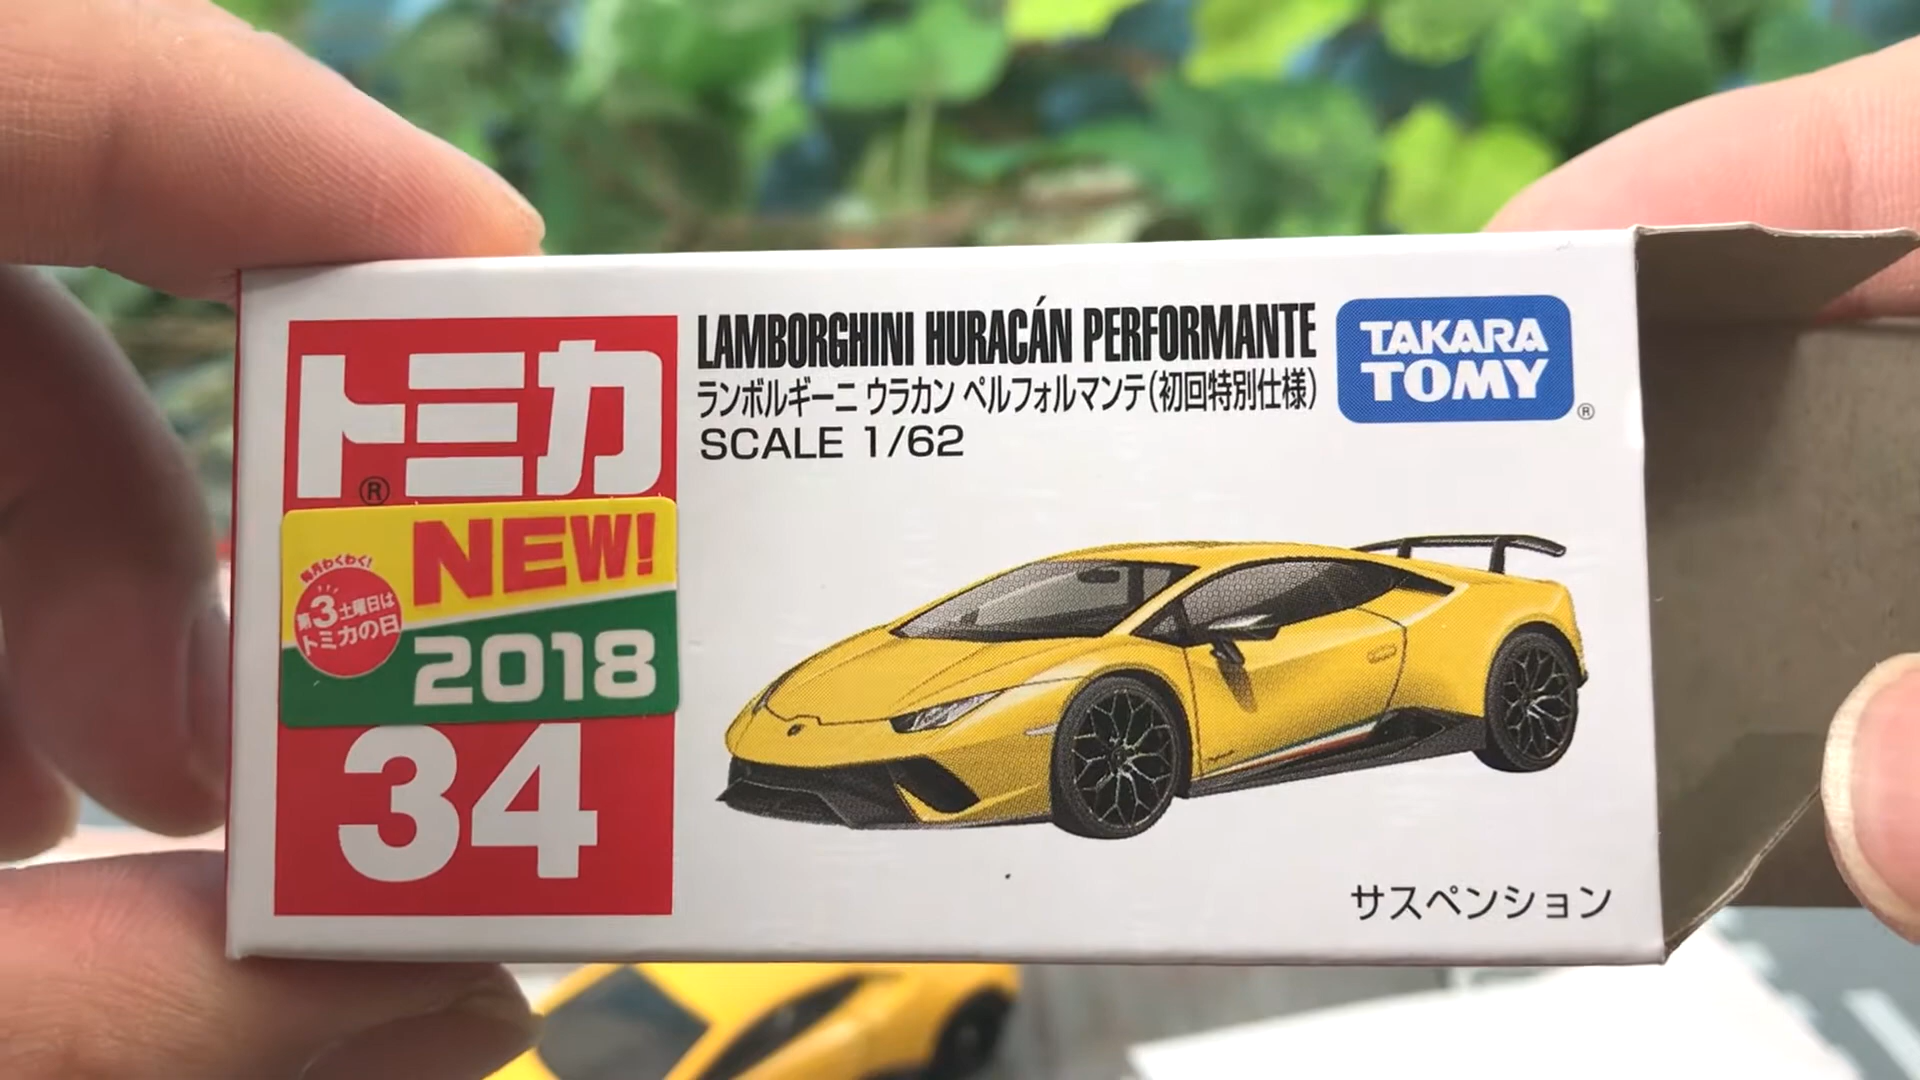 トミカ
®
NEW!
毎月わくわく!
第3土曜日は
トミカの日
2018
34
LAMBORGHINI HURACÁN PERFORMANTE
ランボルギーニ ウラカン ペルフォルマンテ(初回特別仕様)
SCALE 1/62
TAKARA
TOMY
®
サスペンション